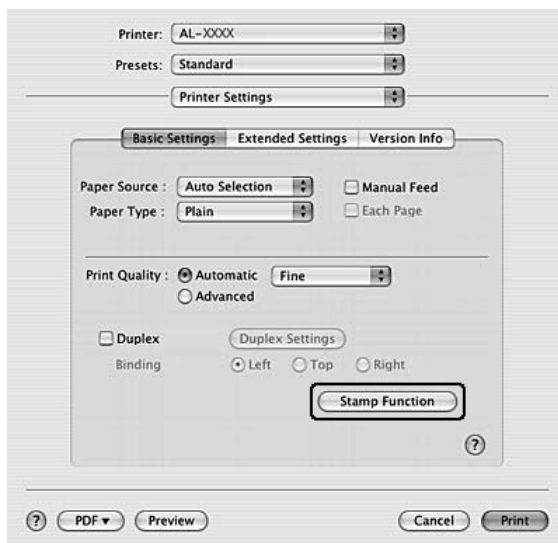 Printer: AL-XXXX
Presets: Standard
Printer Settings
Basic Settings Extended Settings Version Info
Paper Source : Auto Selection Manual Feed
Paper Type : Plain Each Page
Print Quality : Automatic Fine
Advanced
Duplex Duplex Settings
Binding Left Top Right
Stamp Function
?
? PDF ▼ Preview Cancel Print